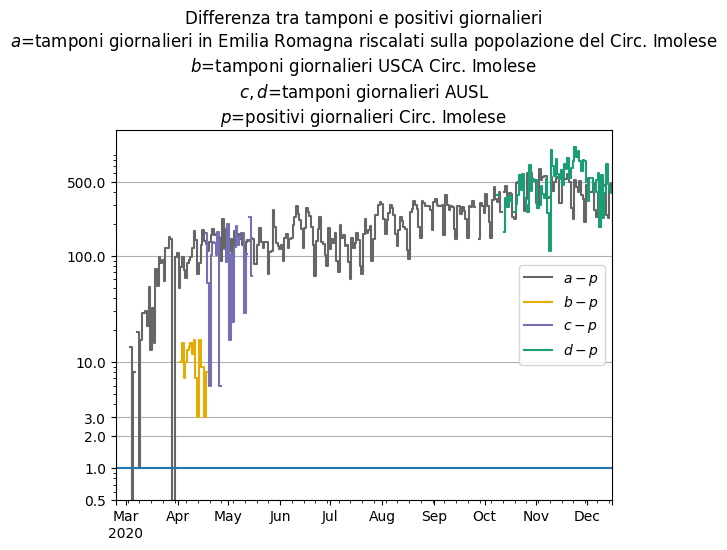 Differenza tra tamponi e positivi giornalieri
a=tamponi giornalieri in Emilia Romagna riscalati sulla popolazione del Circ. Imolese
b=tamponi giornalieri USCA Circ. Imolese
c, d=tamponi giornalieri AUSL
p=positivi giornalieri Circ. Imolese
500.0
100.0
10.0
3.0
2.0
1.0
0.5
a − p
b − p
c − p
d − p
Mar Apr May Jun Jul Aug Sep Oct Nov Dec
2020